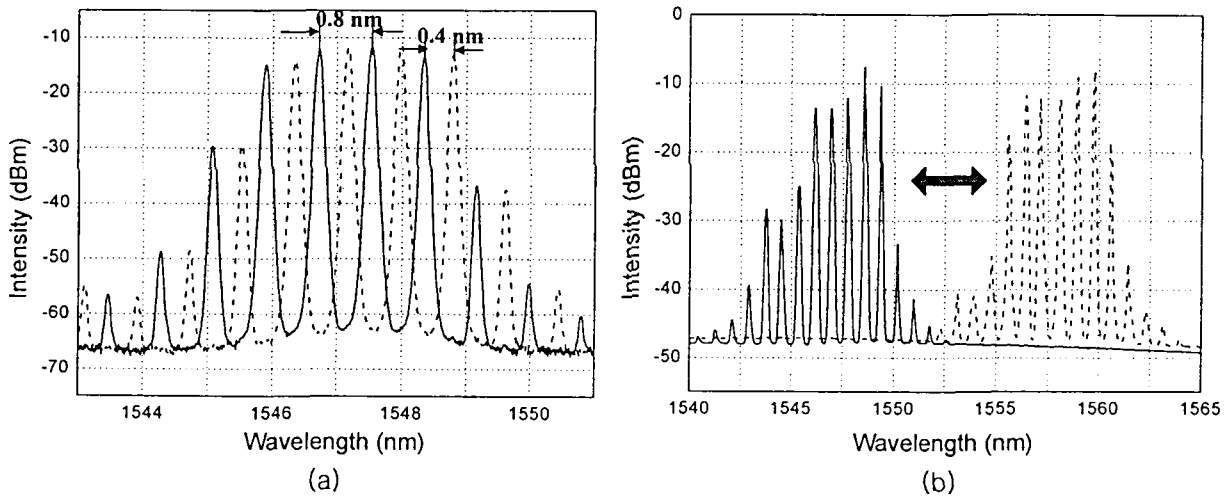 0.8 nm
0.4 nm
-10
-20
-30
-40
-50
-60
-70
Intensity (dBm)
1544
1546
1548
1550
Wavelength (nm)
(a)
0
-10
-20
-30
-40
-50
Intensity (dBm)
1540
1545
1550
1555
1560
1565
Wavelength (nm)
(b)